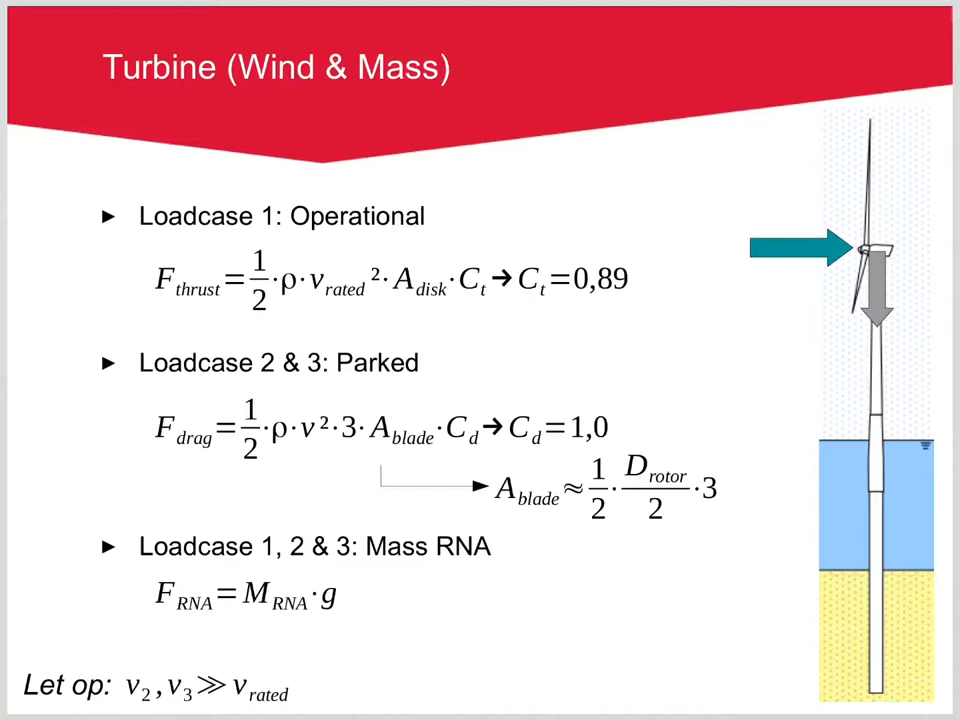 Turbine (Wind & Mass)
► Loadcase 1: Operational
F_thrust = 1/2 · ρ · v_rated ² · A_disk · C_t → C_t = 0,89
► Loadcase 2 & 3: Parked
F_drag = 1/2 · ρ · v ² · 3 · A_blade · C_d → C_d = 1,0
A_blade ≈ 1/2 · D_rotor/2 · 3
► Loadcase 1, 2 & 3: Mass RNA
F_RNA = M_RNA · g
Let op: v_2 , v_3 ≫ v_rated